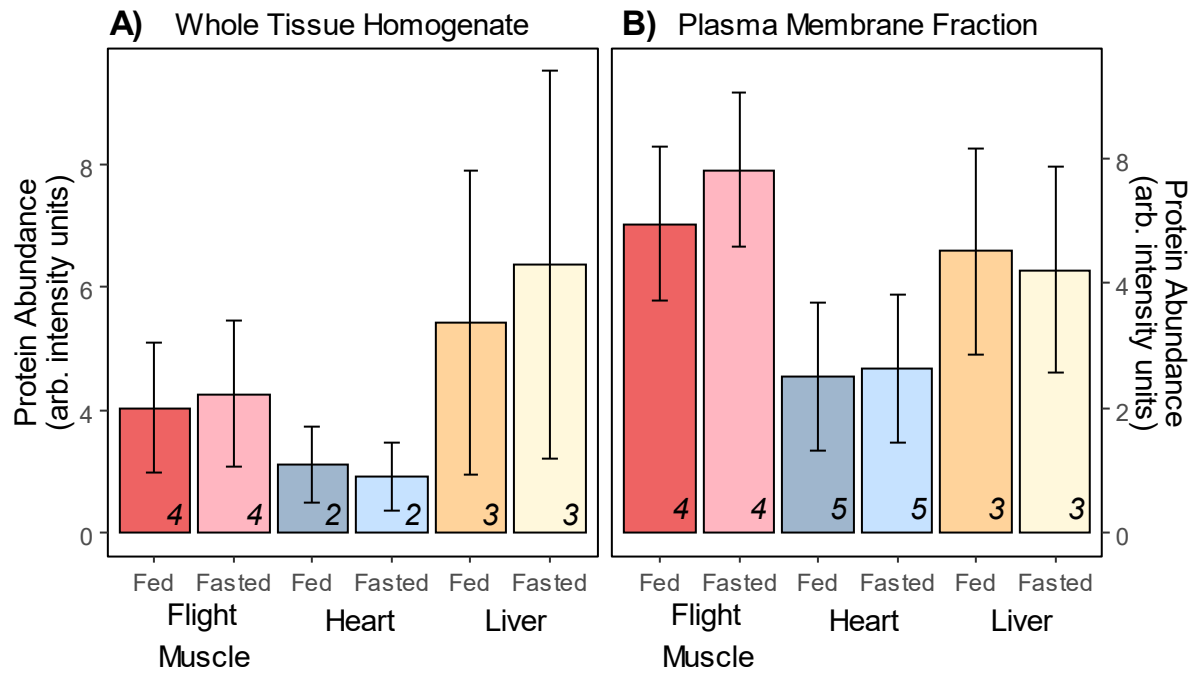 A) Whole Tissue Homogenate
B) Plasma Membrane Fraction
Protein Abundance
(arb. intensity units)
8
6
4
0
4 4 2 2 3 3
4 4 5 5 3 3
8
4
2
0
Protein Abundance
(arb. intensity units)
Fed Fasted Fed Fasted Fed Fasted
Flight
Muscle
Heart
Liver
Fed Fasted Fed Fasted Fed Fasted
Flight
Muscle
Heart
Liver